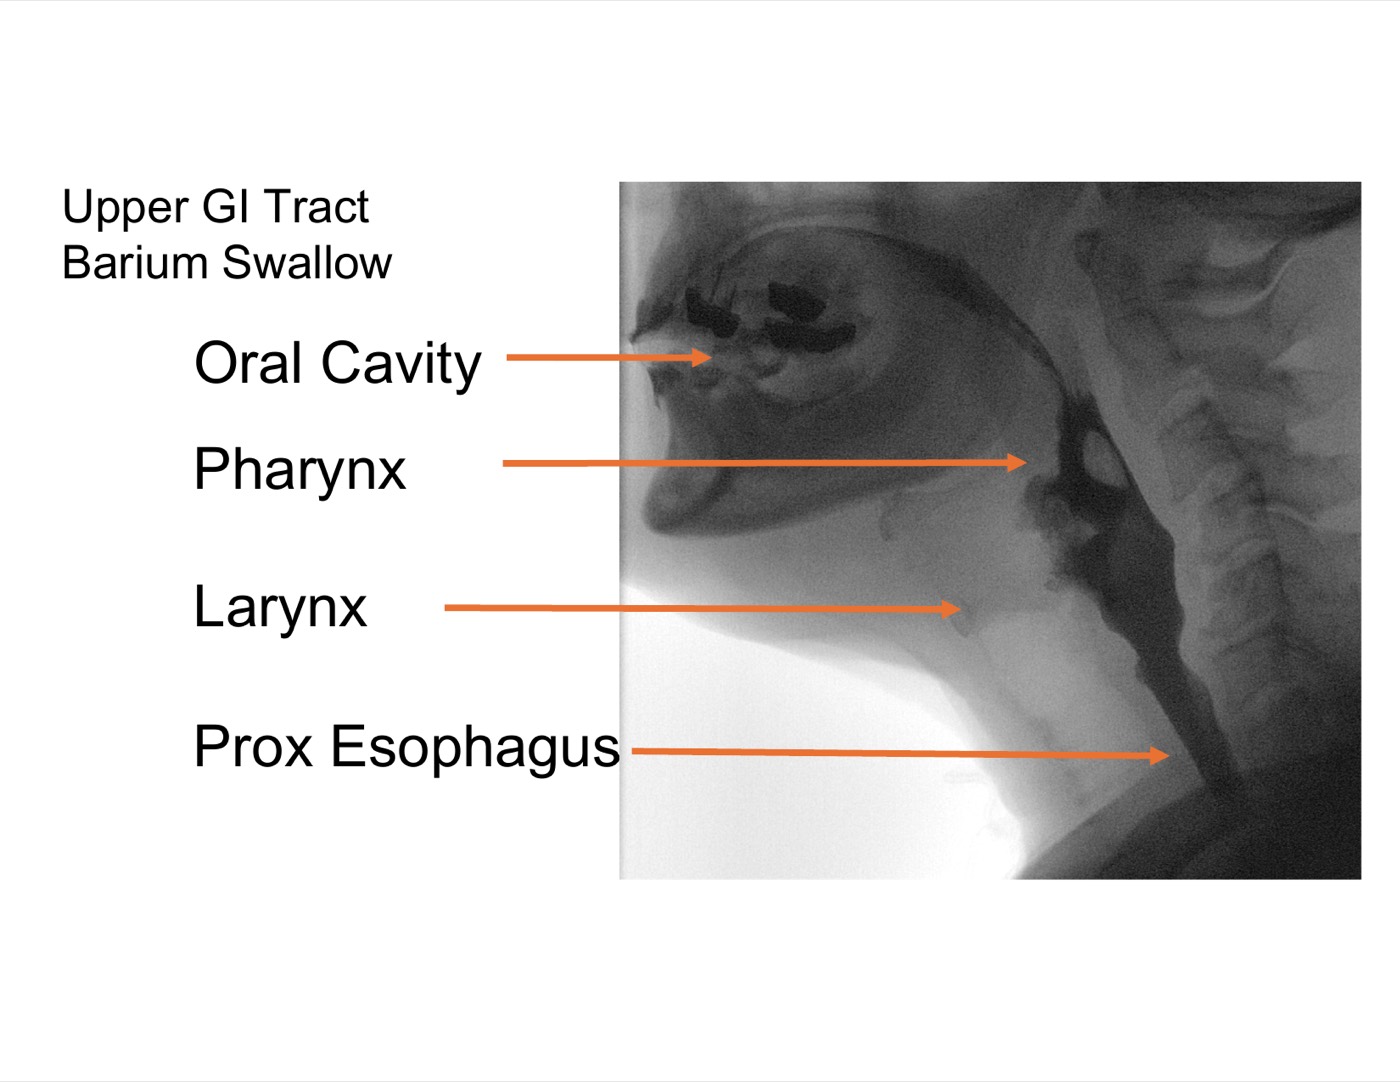 Upper GI Tract
Barium Swallow
Oral Cavity
Pharynx
Larynx
Prox Esophagus